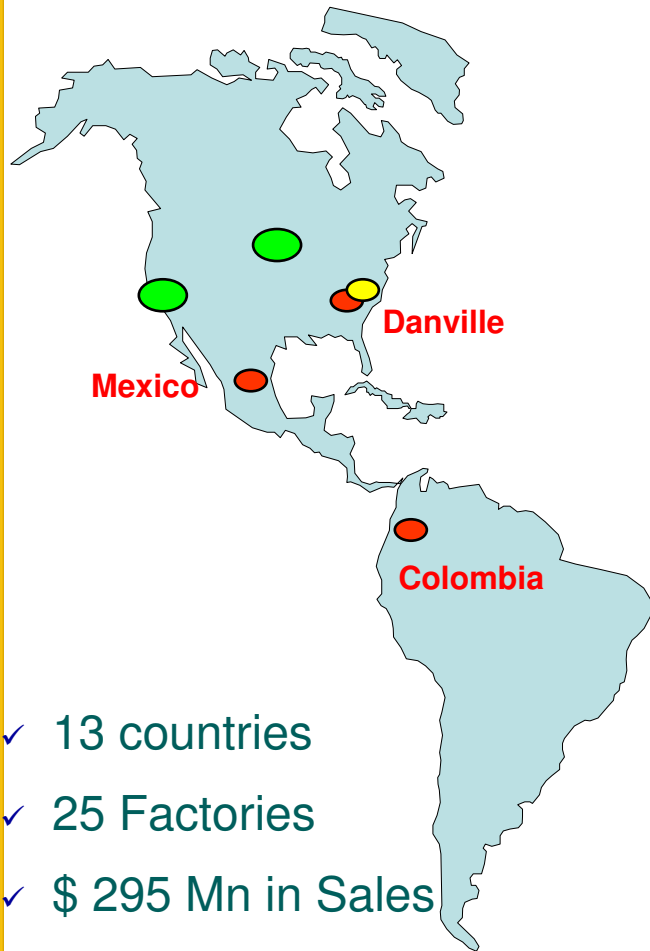 Danville
Mexico
Colombia
✓ 13 countries
✓ 25 Factories
✓ $ 295 Mn in Sales